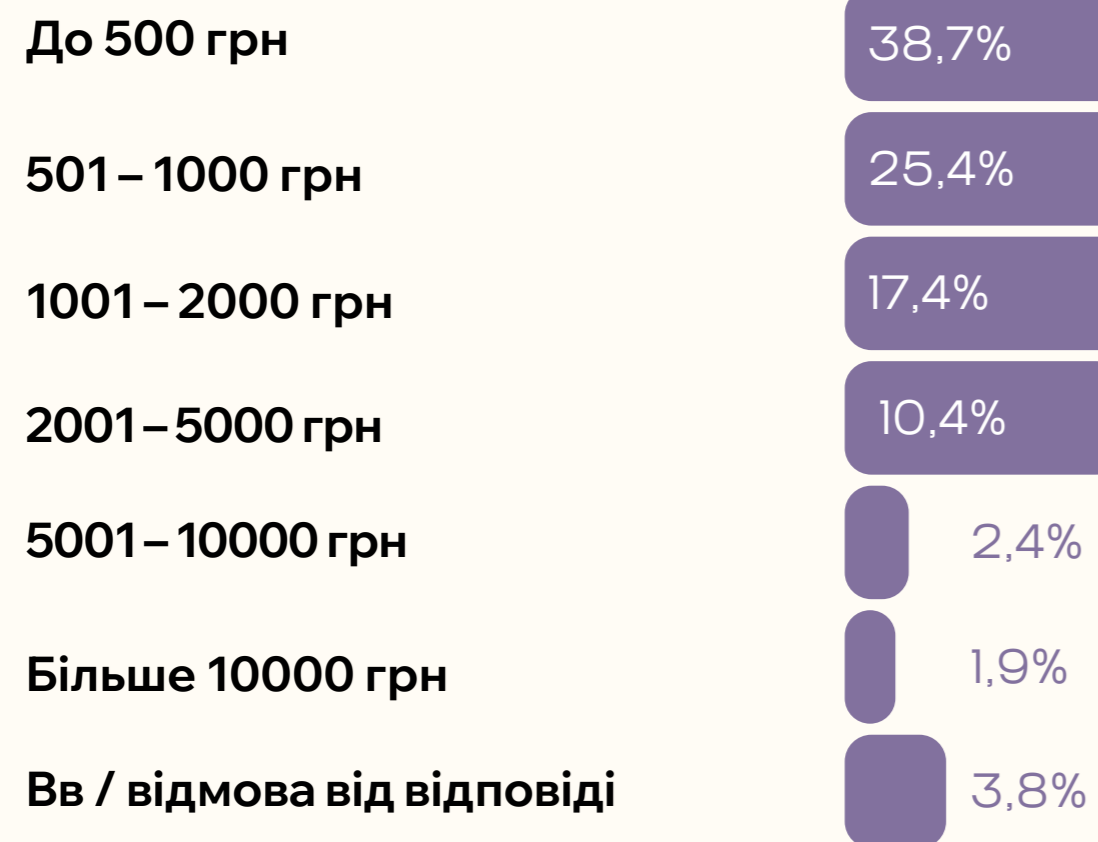 До 500 грн 38,7%
501 – 1000 грн 25,4%
1001 – 2000 грн 17,4%
2001 – 5000 грн 10,4%
5001 – 10000 грн 2,4%
Більше 10000 грн 1,9%
Вв / відмова від відповіді 3,8%